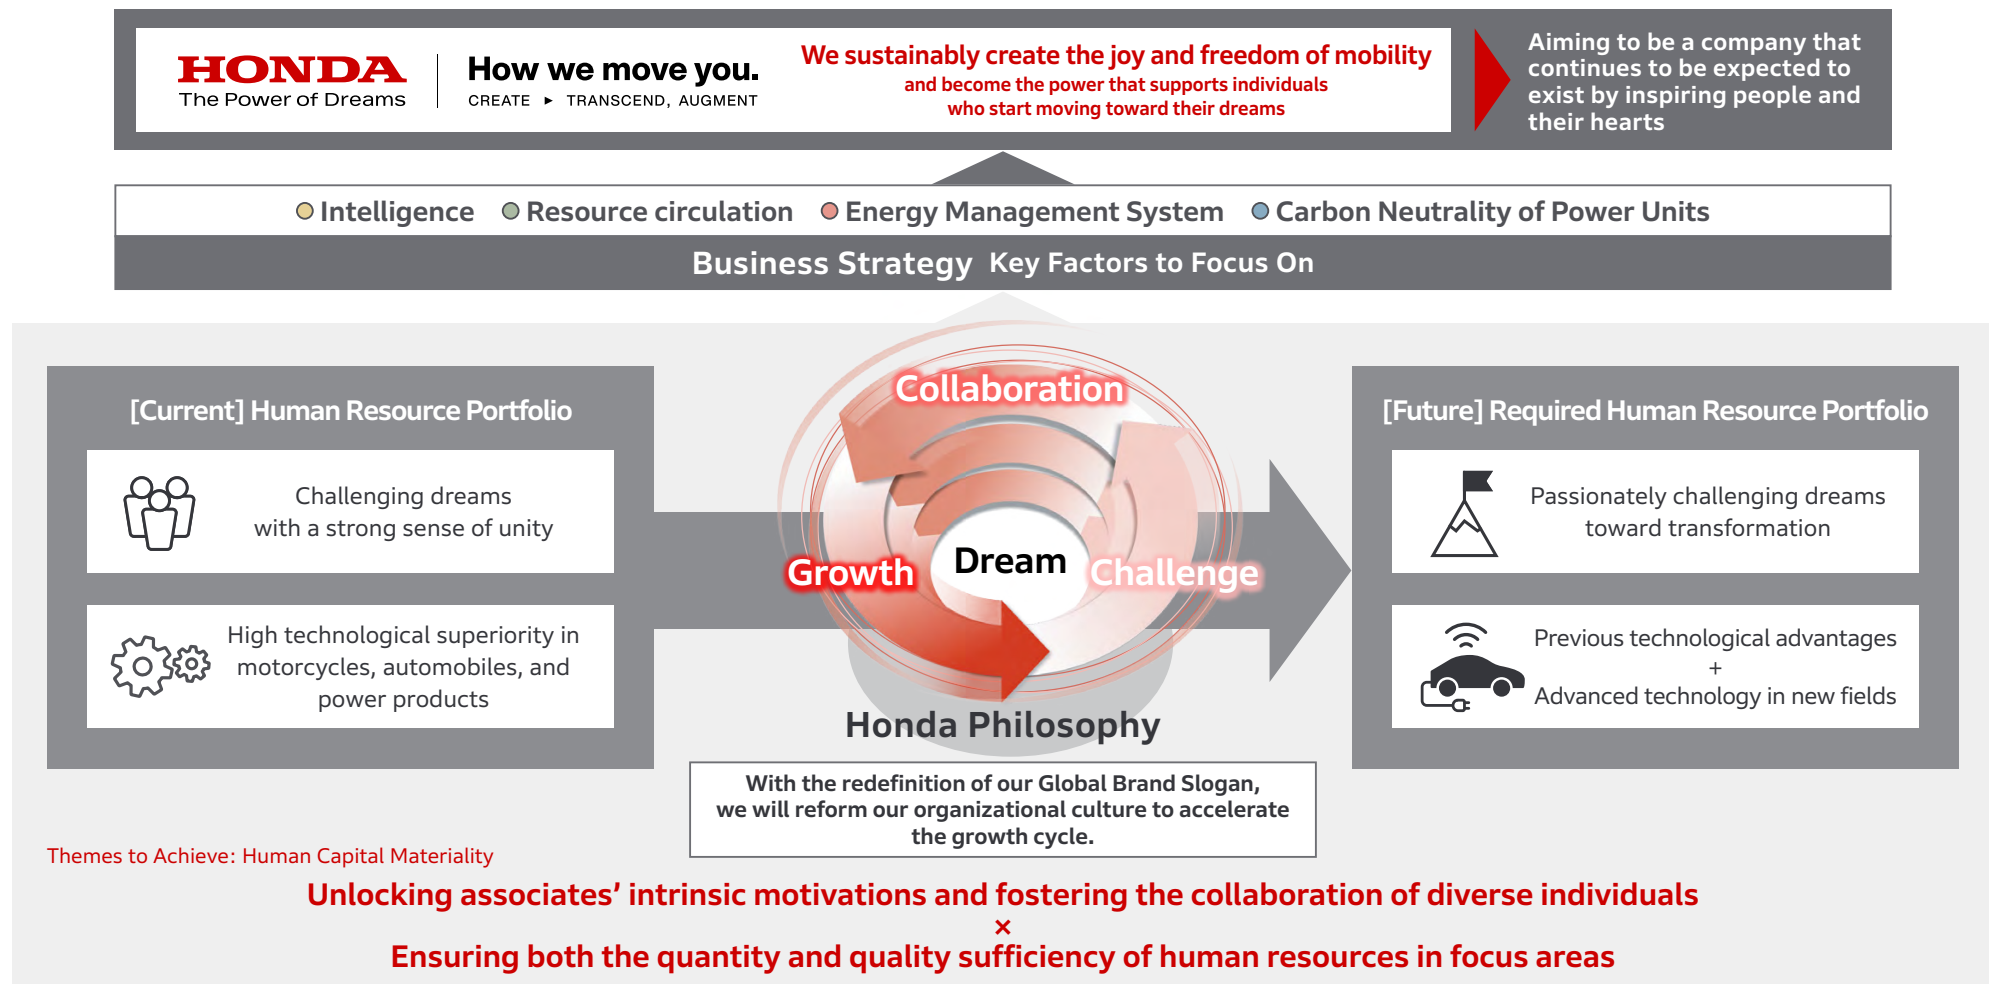 HONDA
The Power of Dreams
How we move you.
CREATE ► TRANSCEND, AUGMENT
We sustainably create the joy and freedom of mobility
and become the power that supports individuals
who start moving toward their dreams
Aiming to be a company that
continues to be expected to
exist by inspiring people and
their hearts
Intelligence
Resource circulation
Energy Management System
Carbon Neutrality of Power Units
Business Strategy Key Factors to Focus On
[Current] Human Resource Portfolio
Challenging dreams
with a strong sense of unity
High technological superiority in
motorcycles, automobiles, and
power products
Collaboration
Growth
Dream
Challenge
Honda Philosophy
With the redefinition of our Global Brand Slogan,
we will reform our organizational culture to accelerate
the growth cycle.
[Future] Required Human Resource Portfolio
Passionately challenging dreams
toward transformation
Previous technological advantages
+
Advanced technology in new fields
Themes to Achieve: Human Capital Materiality
Unlocking associates’ intrinsic motivations and fostering the collaboration of diverse individuals
×
Ensuring both the quantity and quality sufficiency of human resources in focus areas